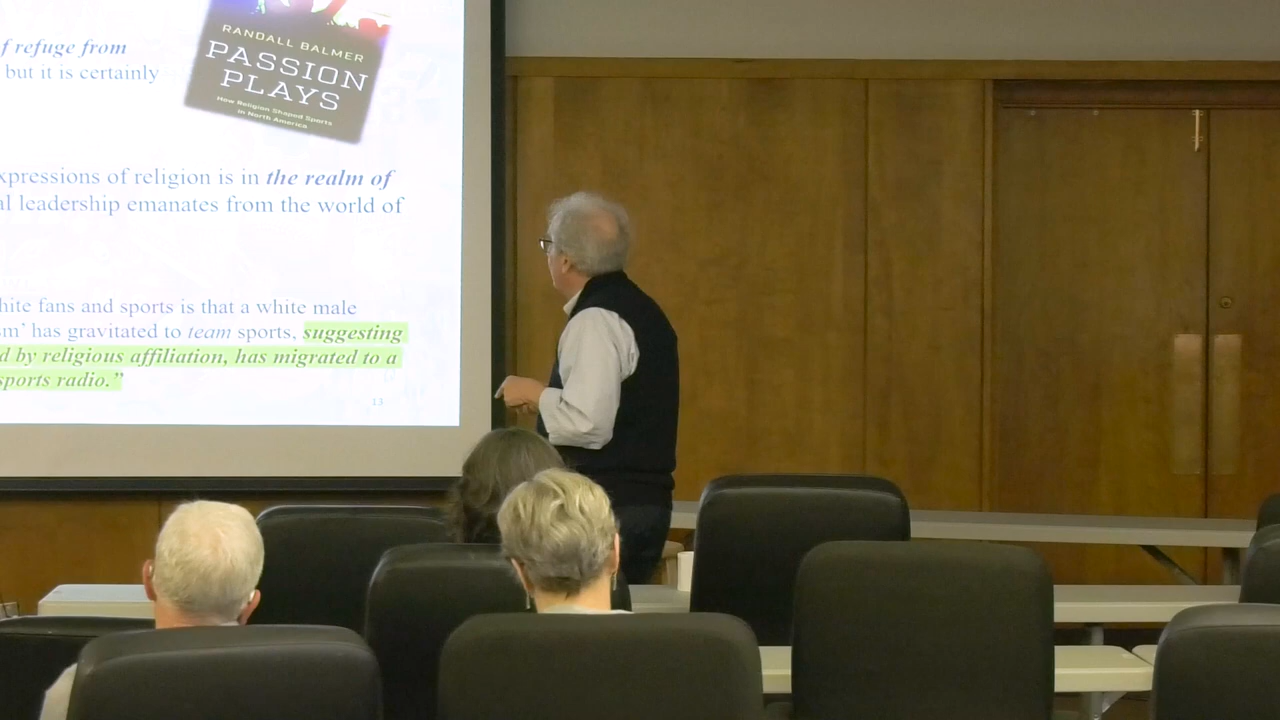 RANDALL BALMER
PASSION
PLAYS
How Religion Shaped Sports
in North America
f refuge from
but it is certainly
xpressions of religion is in the realm of
al leadership emanates from the world of
hite fans and sports is that a white male
sm’ has gravitated to team sports, suggesting
d by religious affiliation, has migrated to a
sports radio.”
13